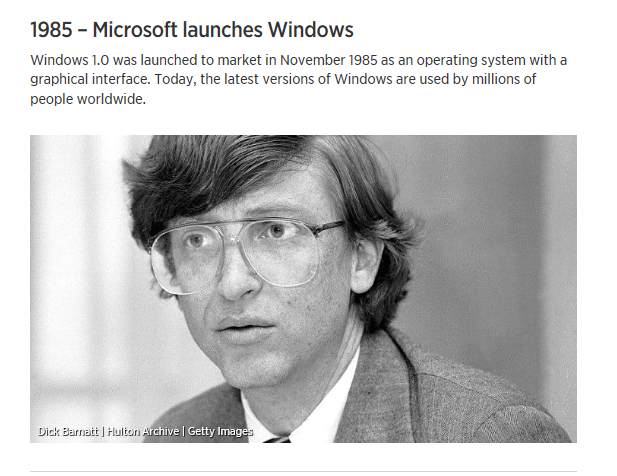 1985 – Microsoft launches Windows
Windows 1.0 was launched to market in November 1985 as an operating system with a
graphical interface. Today, the latest versions of Windows are used by millions of
people worldwide.
Dick Barnatt | Hulton Archive | Getty Images